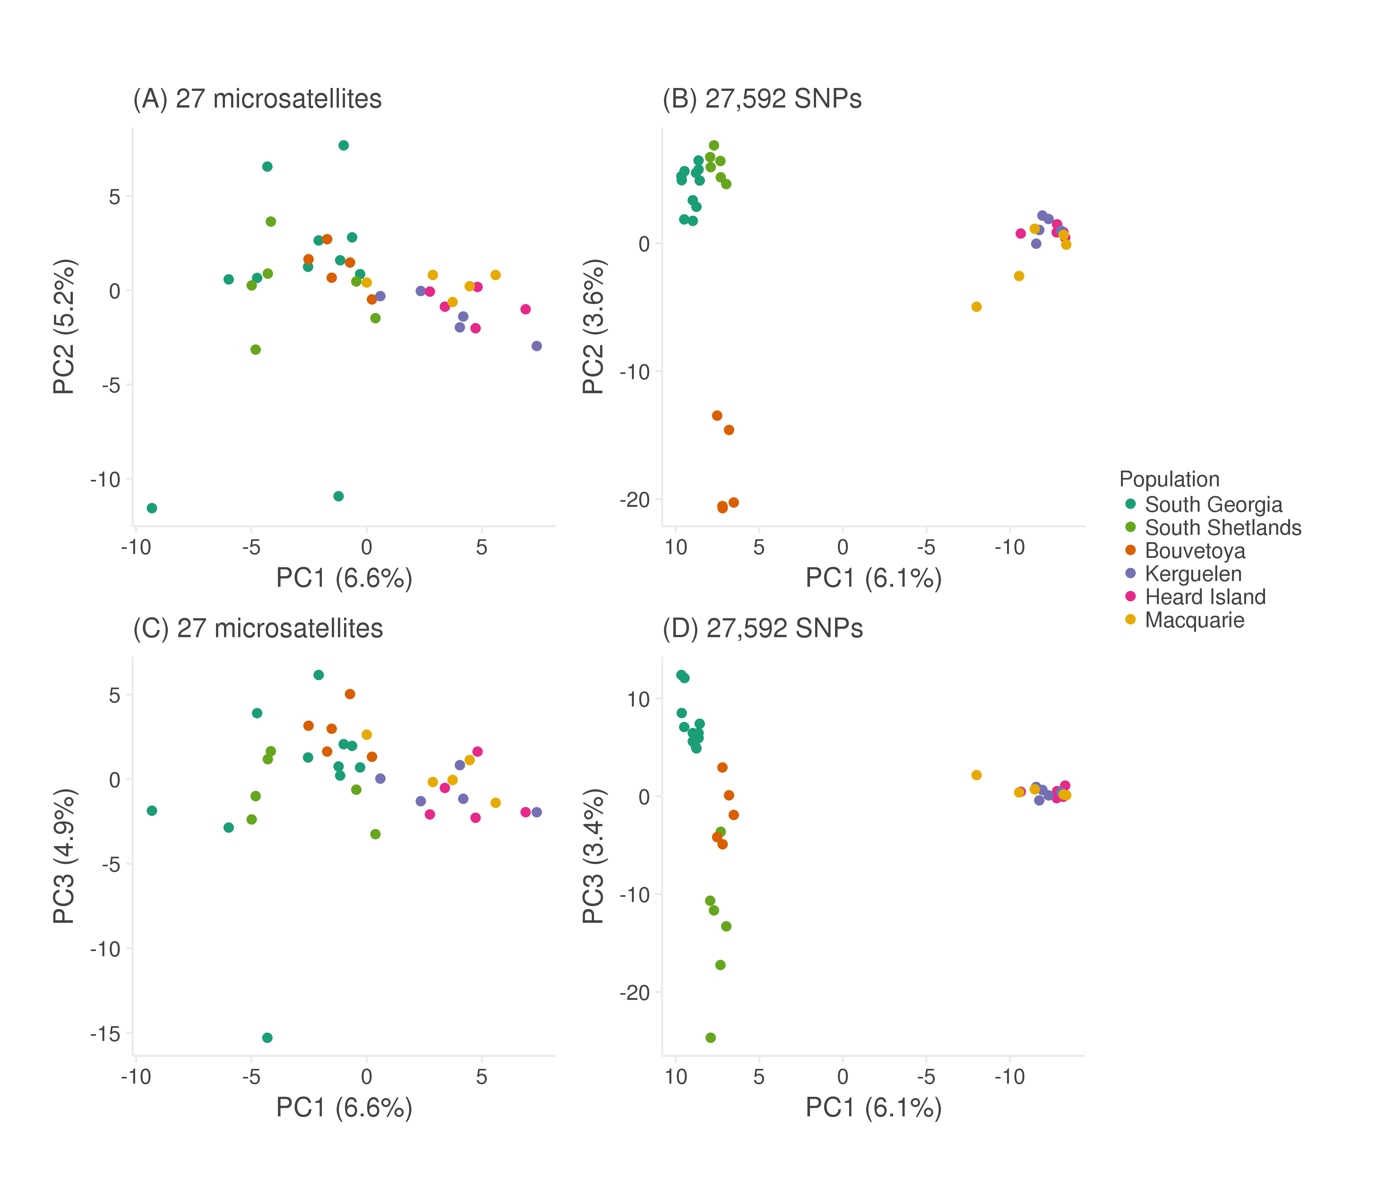 (A) 27 microsatellites
5
0
-5
-10
-10
-5
0
5
PC1 (6.6%)
PC2 (5.2%)
(B) 27,592 SNPs
0
-10
-20
10
5
0
-5
-10
PC1 (6.1%)
PC2 (3.6%)
Population
South Georgia
South Shetlands
Bouvetoya
Kerguelen
Heard Island
Macquarie
(C) 27 microsatellites
5
0
-5
-10
-15
-10
-5
0
5
PC1 (6.6%)
PC3 (4.9%)
(D) 27,592 SNPs
10
0
-10
-20
10
5
0
-5
-10
PC1 (6.1%)
PC3 (3.4%)